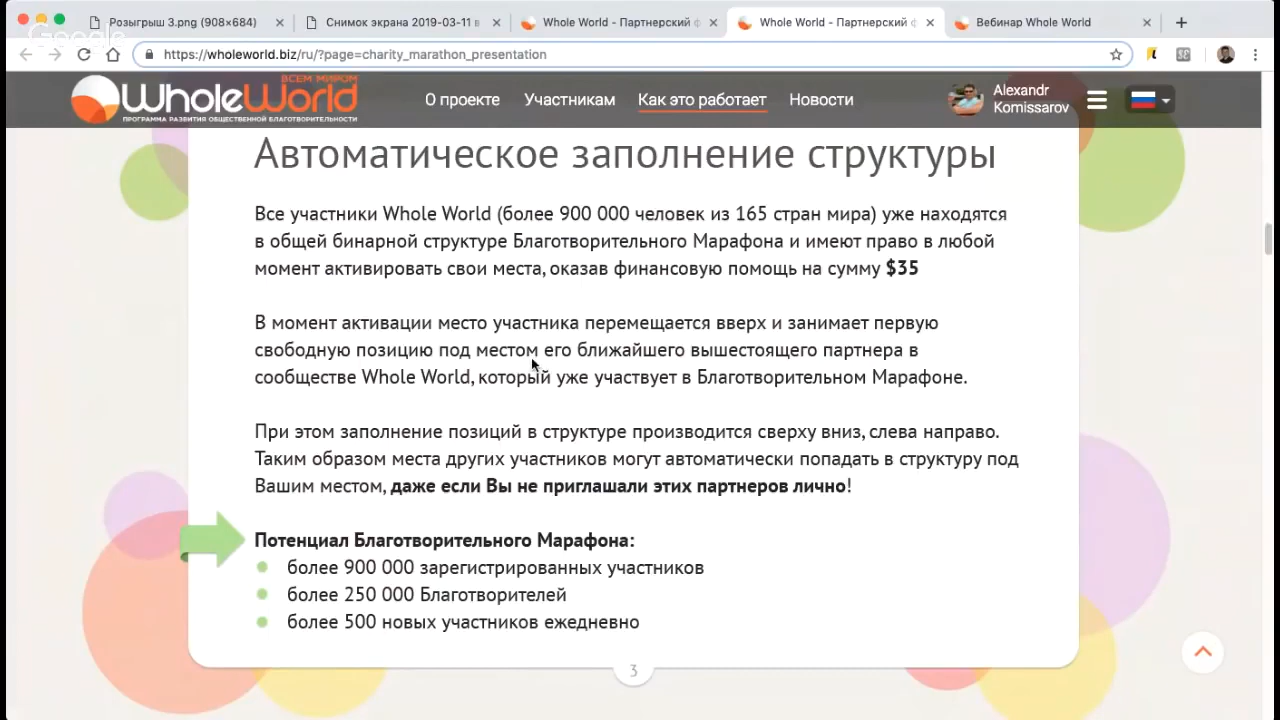 Розыгрыш 3.png (908×684)
Снимок экрана 2019-03-11 в
Whole World - Партнерский ф
Whole World - Партнерский ф
Вебинар Whole World
Google
https://wholeworld.biz/ru/?page=charity_marathon_presentation
ВСЕМ МИРОМ
WholeWorld
ПРОГРАММА РАЗВИТИЯ ОБЩЕСТВЕННОЙ БЛАГОТВОРИТЕЛЬНОСТИ
О проекте
Участникам
Как это работает
Новости
Alexandr
Komissarov
Автоматическое заполнение структуры
Все участники Whole World (более 900 000 человек из 165 стран мира) уже находятся
в общей бинарной структуре Благотворительного Марафона и имеют право в любой
момент активировать свои места, оказав финансовую помощь на сумму $35
В момент активации место участника перемещается вверх и занимает первую
свободную позицию под местом его ближайшего вышестоящего партнера в
сообществе Whole World, который уже участвует в Благотворительном Марафоне.
При этом заполнение позиций в структуре производится сверху вниз, слева направо.
Таким образом места других участников могут автоматически попадать в структуру под
Вашим местом, даже если Вы не приглашали этих партнеров лично!
Потенциал Благотворительного Марафона:
более 900 000 зарегистрированных участников
более 250 000 Благотворителей
более 500 новых участников ежедневно
3